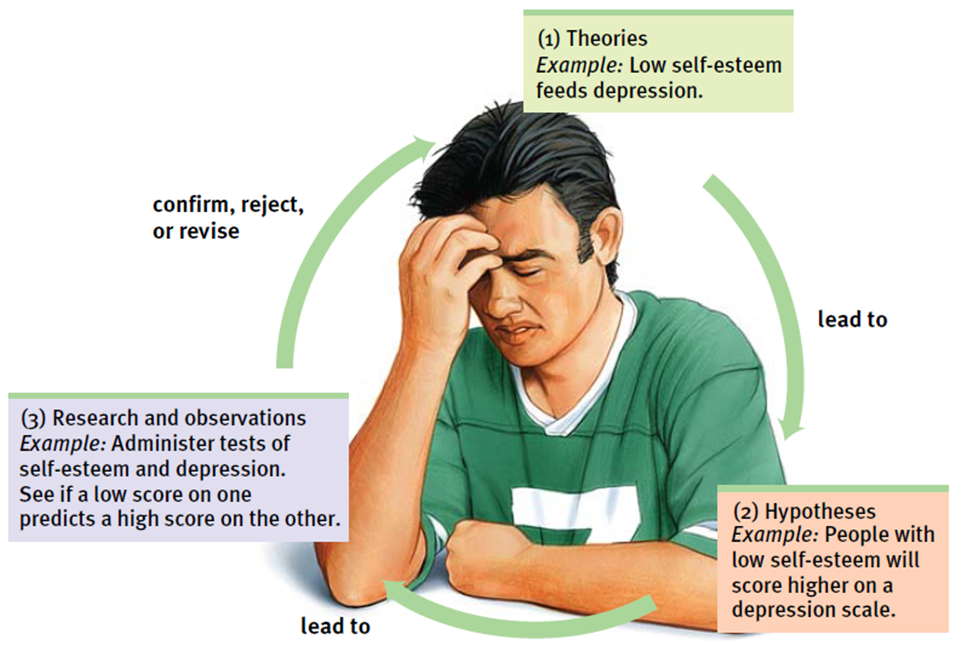 (1) Theories
Example: Low self-esteem
feeds depression.
confirm, reject,
or revise
lead to
(3) Research and observations
Example: Administer tests of
self-esteem and depression.
See if a low score on one
predicts a high score on the other.
(2) Hypotheses
Example: People with
low self-esteem will
score higher on a
depression scale.
lead to